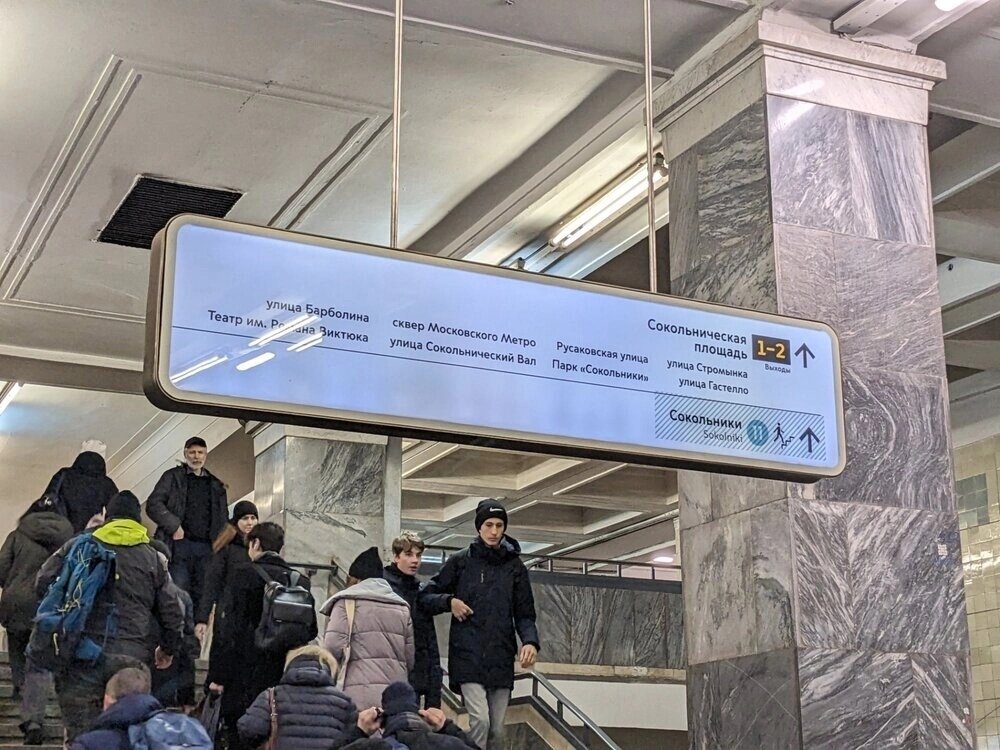 Сокольническая
площадь
1-2
Выходы
улица Стромынка
улица Гастелло
Русаковская улица
Парк «Сокольники»
сквер Московского Метро
улица Сокольнический Вал
улица Барболина
Театр им. Романа Виктюка
Сокольники
Sokolniki
11